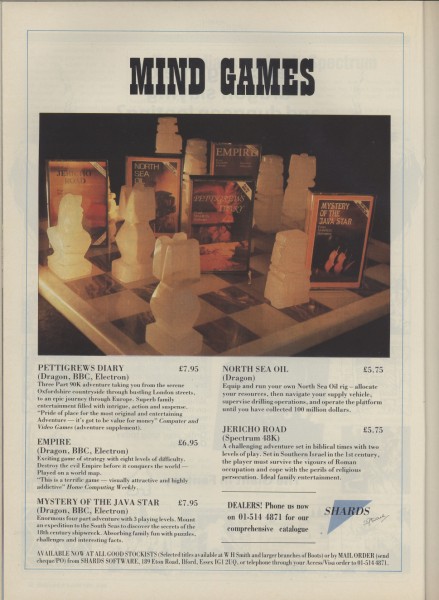 MIND GAMES
JERICHO
ROAD
NORTH
SEA
OIL
EMPIRE
PETTIGREWS
DIARY
MYSTERY
OF THE
JAVA STAR
PETTIGREWS DIARY £7.95
(Dragon, BBC, Electron)
Three Part 90K adventure taking you from the serene
Oxfordshire countryside through bustling London streets,
to an epic journey through Europe. Superb family
entertainment filled with intrigue, action and suspense.
"Pride of place for the most original and entertaining
Adventure — it's got to be value for money" Computer and
Video Games (adventure supplement).
EMPIRE £6.95
(Dragon, BBC, Electron)
Exciting game of strategy with eight levels of difficulty.
Destroy the evil Empire before it conquers the world —
Played on a world map.
"This is a terrific game — visually attractive and highly
addictive" Home Computing Weekly.
MYSTERY OF THE JAVA STAR £7.95
(Dragon, BBC, Electron)
Enormous four part adventure with 3 playing levels. Mount
an expedition to the South Seas to discover the secrets of the
18th century shipwreck. Absorbing family fun with puzzles,
challenges and interesting facts.
NORTH SEA OIL £5.75
(Dragon)
Equip and run your own North Sea Oil rig – allocate
your resources, then navigate your supply vehicle,
supervise drilling operations, and operate the platform
until you have collected 100 million dollars.
JERICHO ROAD £5.75
(Spectrum 48K)
A challenging adventure set in biblical times with two
levels of play. Set in Southern Israel in the 1st century,
the player must survive the vigours of Roman
occupation and cope with the perils of religious
persecution. Ideal family entertainment.
DEALERS! Phone us now
on 01-514 4871 for our
comprehensive catalogue
SHARDS
AVAILABLE NOW AT ALL GOOD STOCKISTS (Selected titles available at W H Smith and larger branches of Boots) or by MAIL ORDER (send
cheque/PO) from SHARDS SOFTWARE, 189 Eton Road, Ilford, Essex IG1 2UQ, or telephone through your Access/Visa order to 01-514 4871.